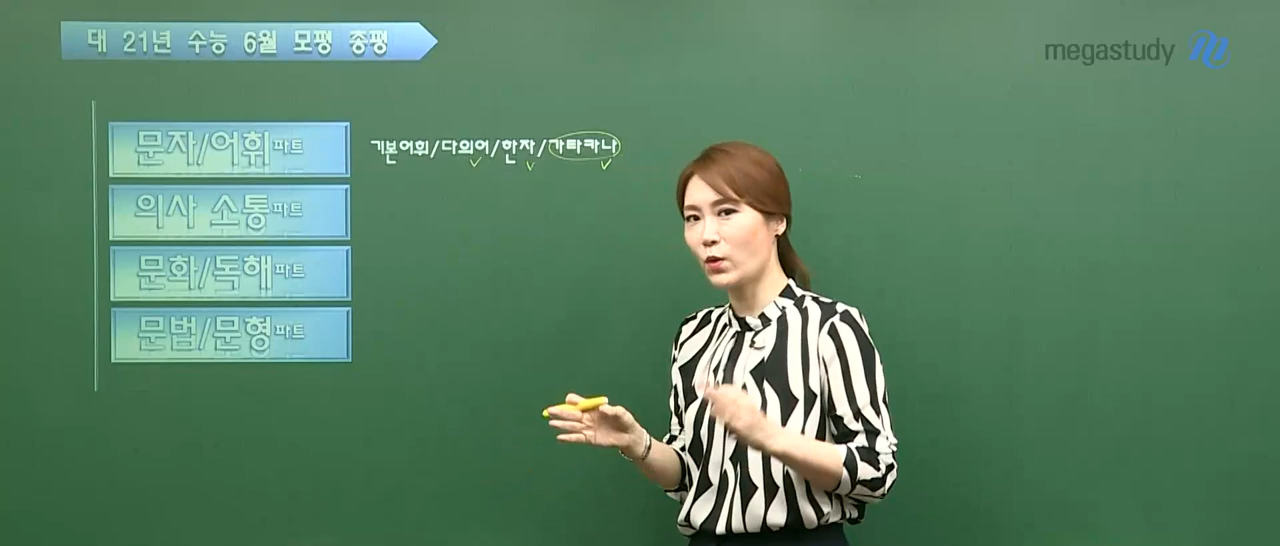 대 21년 수능 6월 모평 총평
megastudy
문자/어휘파트
기본어휘/다의어/한자/가타카나
의사 소통파트
문화/독해파트
문법/문형파트